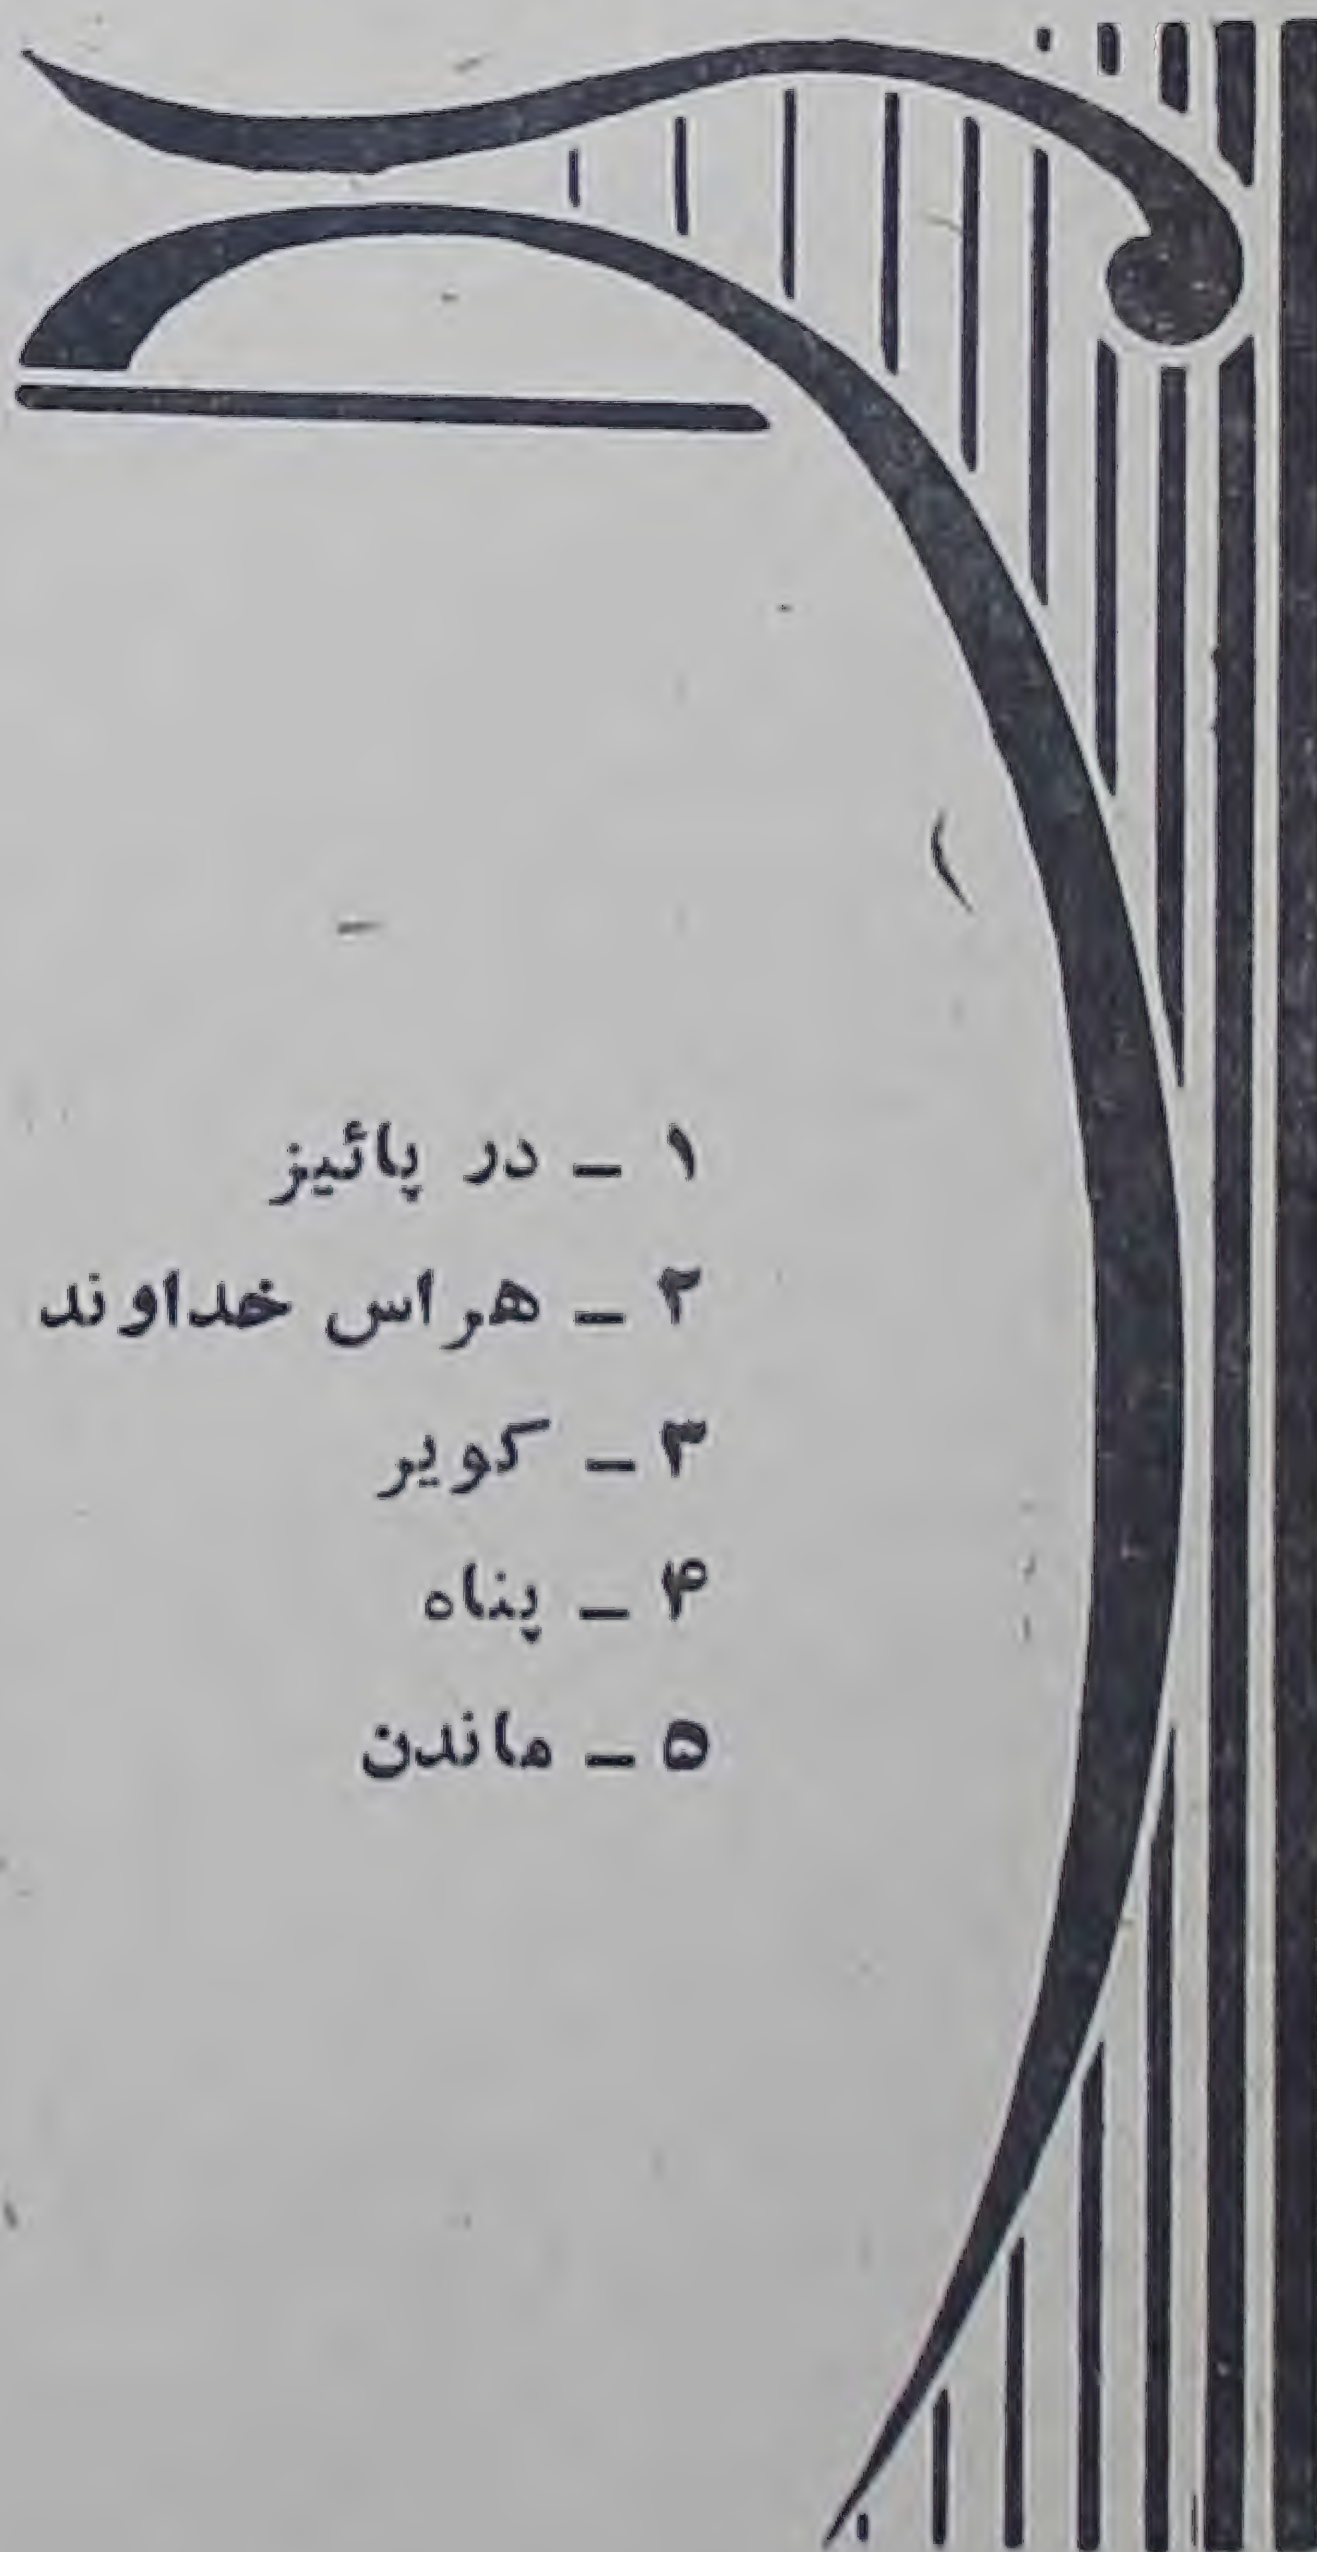 ۱ - در پائیز
۲ - هراس خداوند
۳ - کویر
۴ - پناه
۵ - ماندن